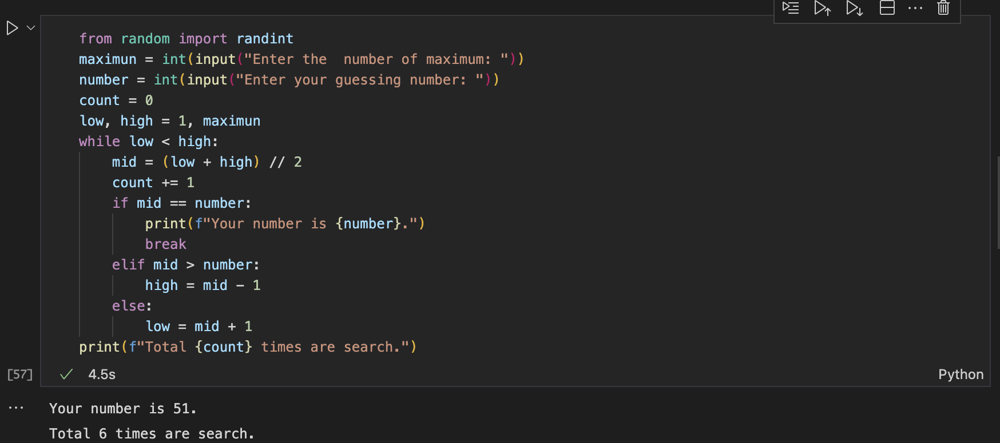 from random import randint
maximun = int(input("Enter the  number of maximum: "))
number = int(input("Enter your guessing number: "))
count = 0
low, high = 1, maximun
while low < high:
    mid = (low + high) // 2
    count += 1
    if mid == number:
        print(f"Your number is {number}.")
        break
    elif mid > number:
        high = mid - 1
    else:
        low = mid + 1
print(f"Total {count} times are search.")
[57] 4.5s Python
Your number is 51.
Total 6 times are search.